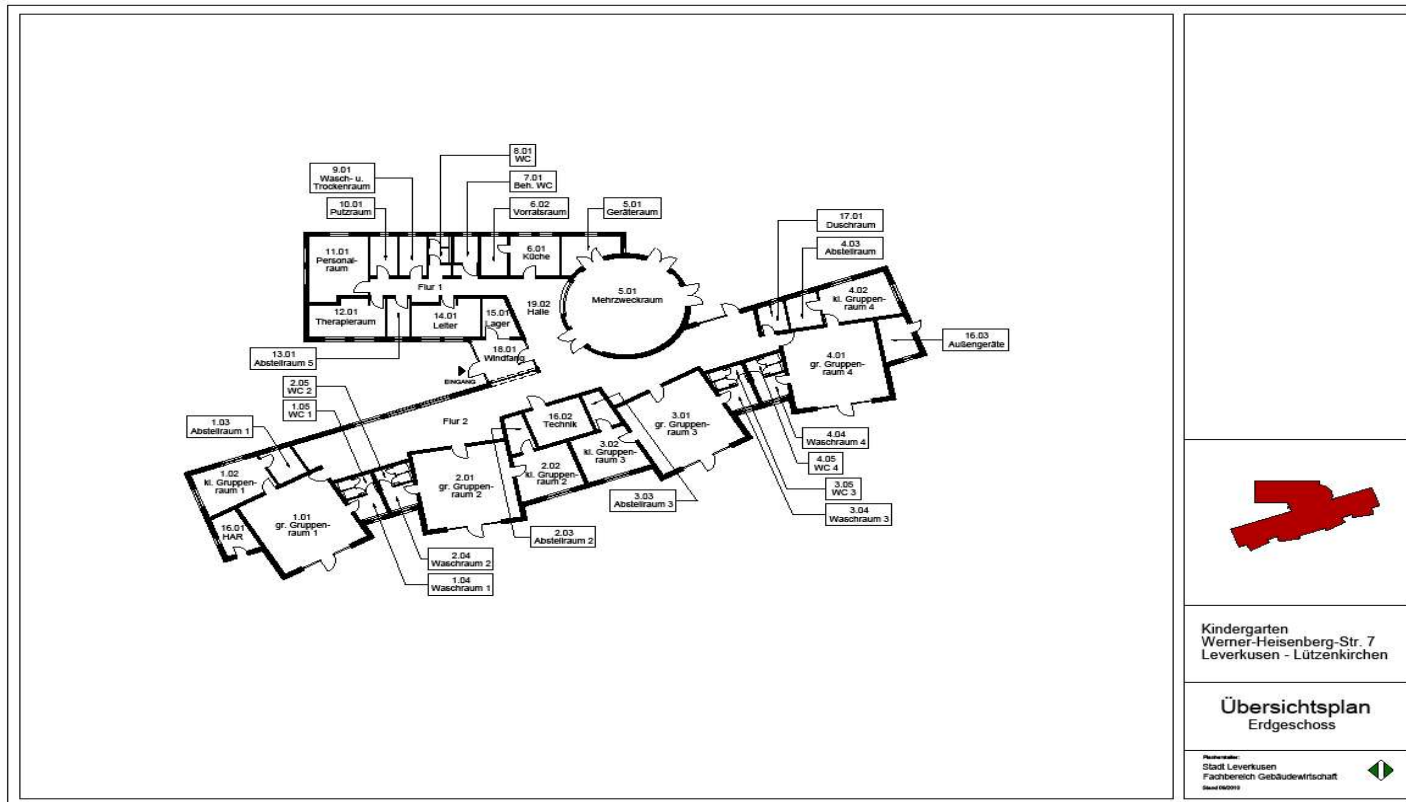 8.01
WC
9.01
Wasch- u.
Trockenraum
7.01
Beh. WC
10.01
Putzraum
6.02
Vorratsraum
5.01
Geräteraum
17.01
Duschraum
4.03
Abstellraum
11.01
Personal-
raum
6.01
Küche
Flur 1
19.02
Halle
5.01
Mehrzweckraum
4.02
kl. Gruppen-
raum 4
12.01
Therapieraum
14.01
Leiter
15.01
Lager
18.01
Windfang
16.03
Außengeräte
13.01
Abstellraum 5
EINGANG
4.01
gr. Gruppen-
raum 4
2.05
WC 2
1.05
WC 1
1.03
Abstellraum 1
Flur 2
16.02
Technik
3.01
gr. Gruppen-
raum 3
4.04
Waschraum 4
4.05
WC 4
3.02
kl. Gruppen-
raum 3
1.02
kl. Gruppen-
raum 1
2.01
gr. Gruppen-
raum 2
2.02
kl. Gruppen-
raum 2
3.03
Abstellraum 3
3.05
WC 3
3.04
Waschraum 3
1.01
gr. Gruppen-
raum 1
16.01
HAR
2.03
Abstellraum 2
2.04
Waschraum 2
1.04
Waschraum 1
Kindergarten
Werner-Heisenberg-Str. 7
Leverkusen - Lützenkirchen
Übersichtsplan
Erdgeschoss
Planersteller:
Stadt Leverkusen
Fachbereich Gebäudewirtschaft
Stand